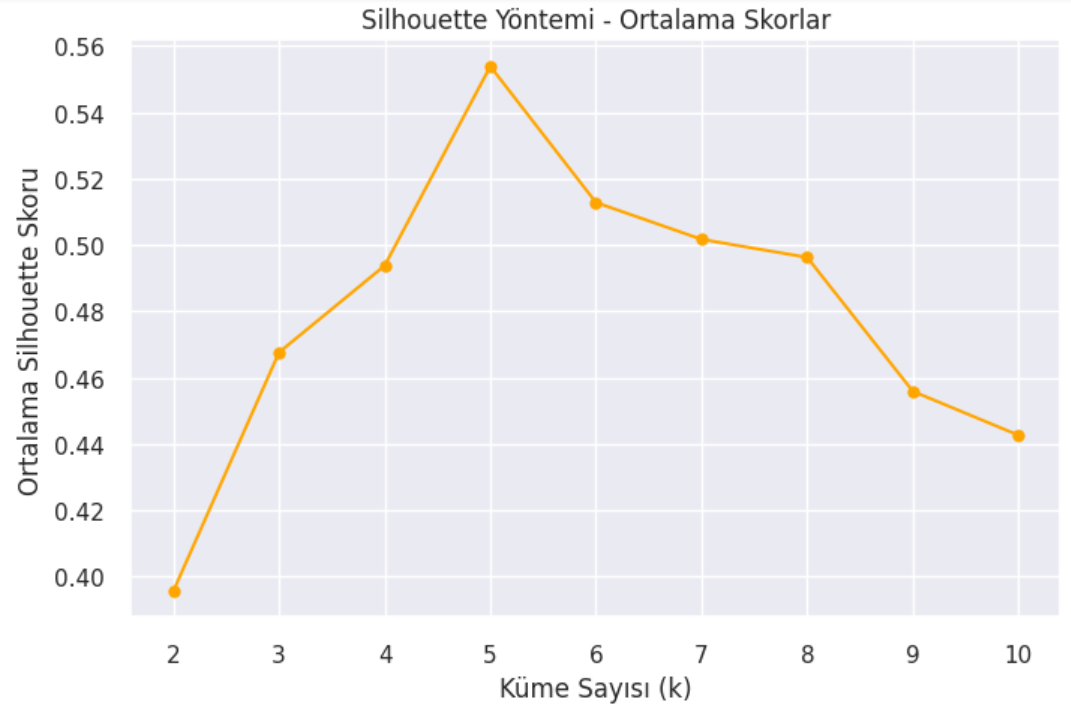 Silhouette Yöntemi - Ortalama Skorlar
Ortalama Silhouette Skoru
0.56
0.54
0.52
0.50
0.48
0.46
0.44
0.42
0.40
2 3 4 5 6 7 8 9 10
Küme Sayısı (k)